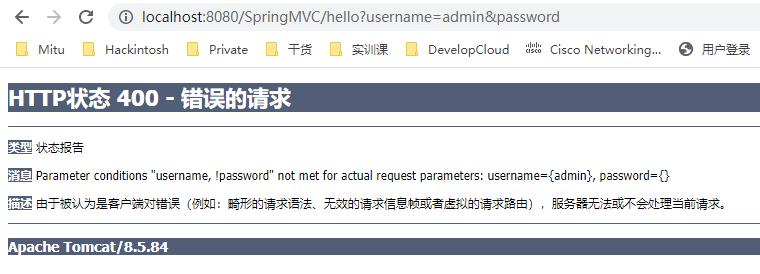 localhost:8080/SpringMVC/hello?username=admin&password
Mitu Hackintosh Private 干货 实训课 DevelopCloud Cisco Networking... 用户登录
HTTP状态 400 - 错误的请求
类型 状态报告
消息 Parameter conditions "username, !password" not met for actual request parameters: username={admin}, password={}
描述 由于被认为是客户端对错误（例如：畸形的请求语法、无效的请求信息帧或者虚拟的请求路由），服务器无法或不会处理当前请求。
Apache Tomcat/8.5.84